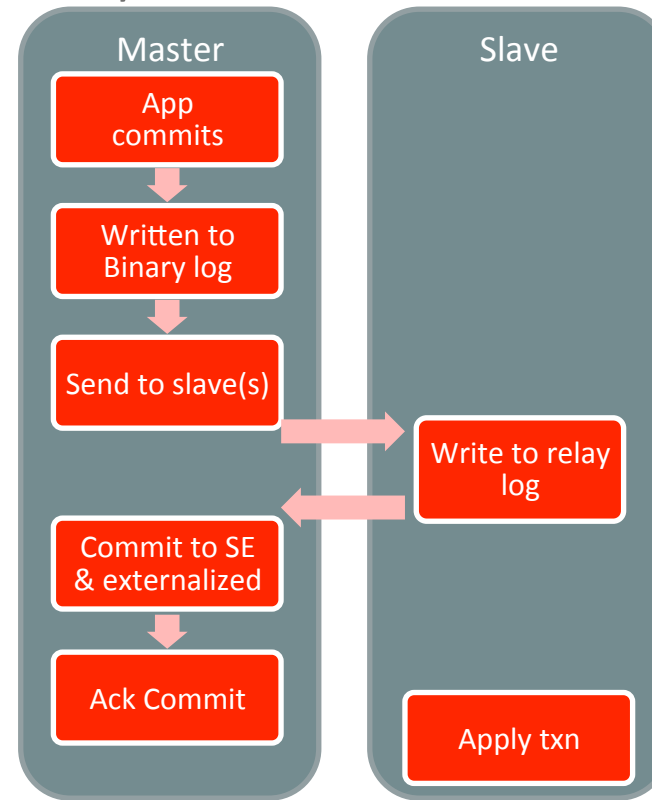 Master
App
commits
Written to
Binary log
Send to slave(s)
Commit to SE
& externalized
Ack Commit
Slave
Write to relay
log
Apply txn